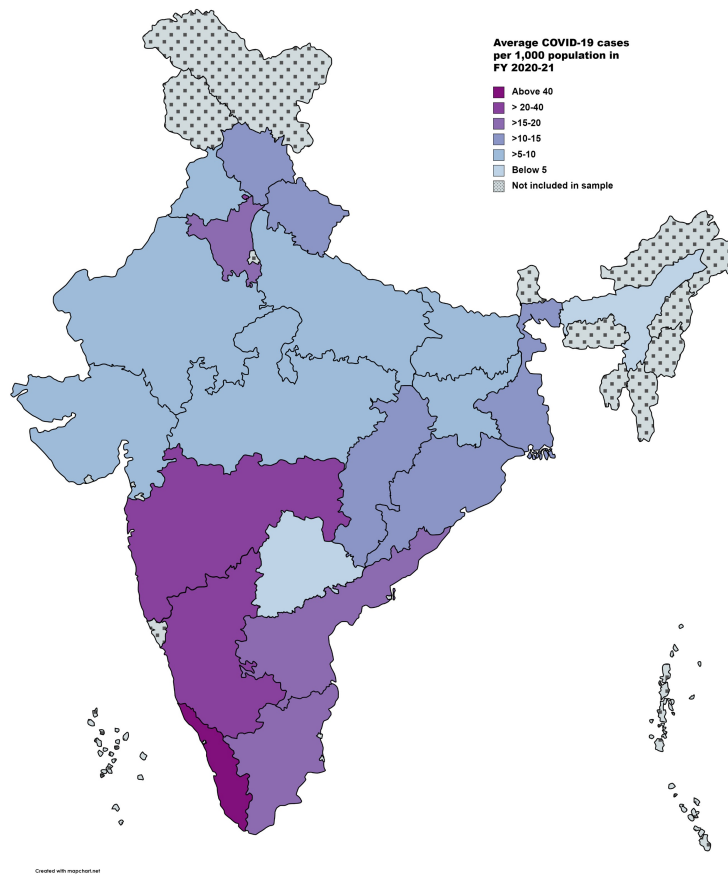 Average COVID-19 cases
per 1,000 population in
FY 2020-21
Above 40
> 20-40
>15-20
>10-15
>5-10
Below 5
Not included in sample
Created with mapchart.net